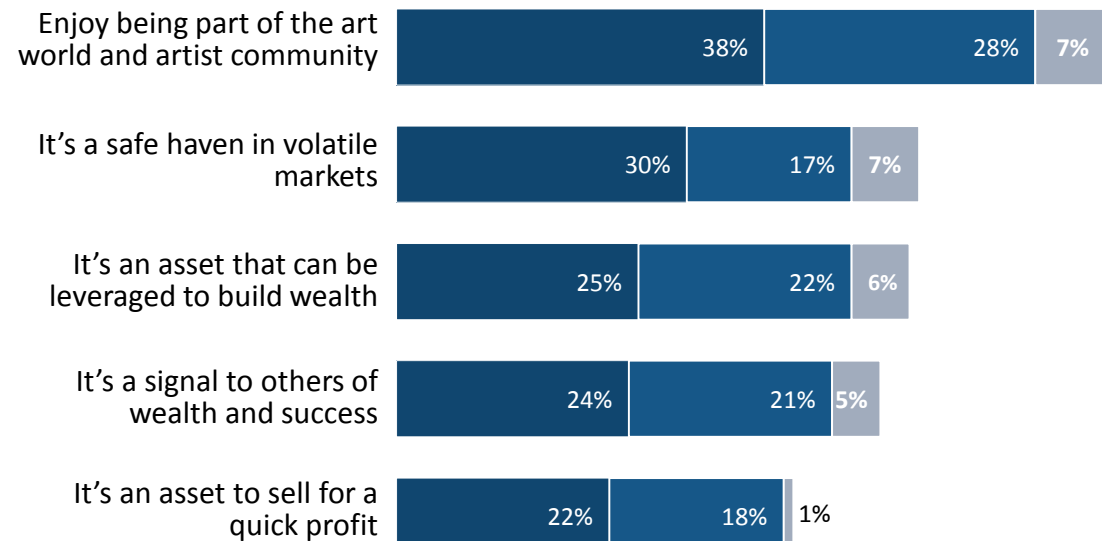 Enjoy being part of the art
world and artist community
38% 28% 7%
It’s a safe haven in volatile
markets
30% 17% 7%
It’s an asset that can be
leveraged to build wealth
25% 22% 6%
It’s a signal to others of
wealth and success
24% 21% 5%
It’s an asset to sell for a
quick profit
22% 18% 1%